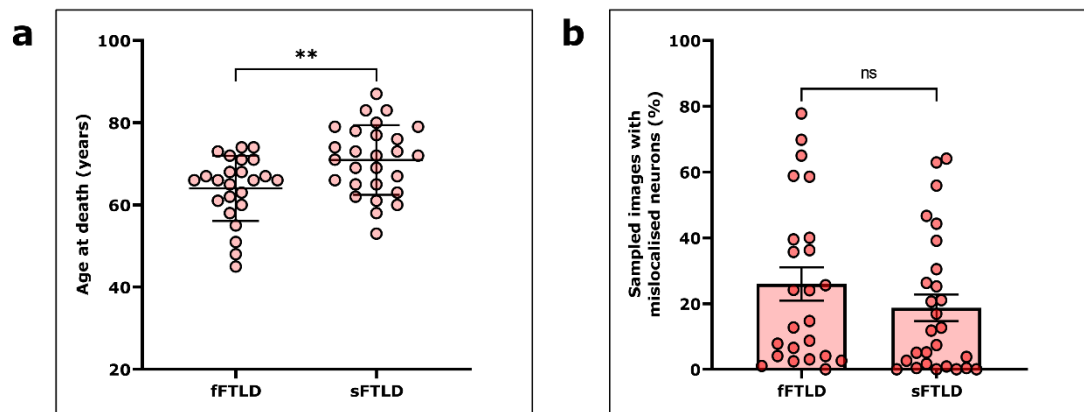 a
Age at death (years)
100
80
60
40
20
**
fFTLD
sFTLD
b
Sampled images with
mislocalised neurons (%)
100
80
60
40
20
0
ns
fFTLD
sFTLD